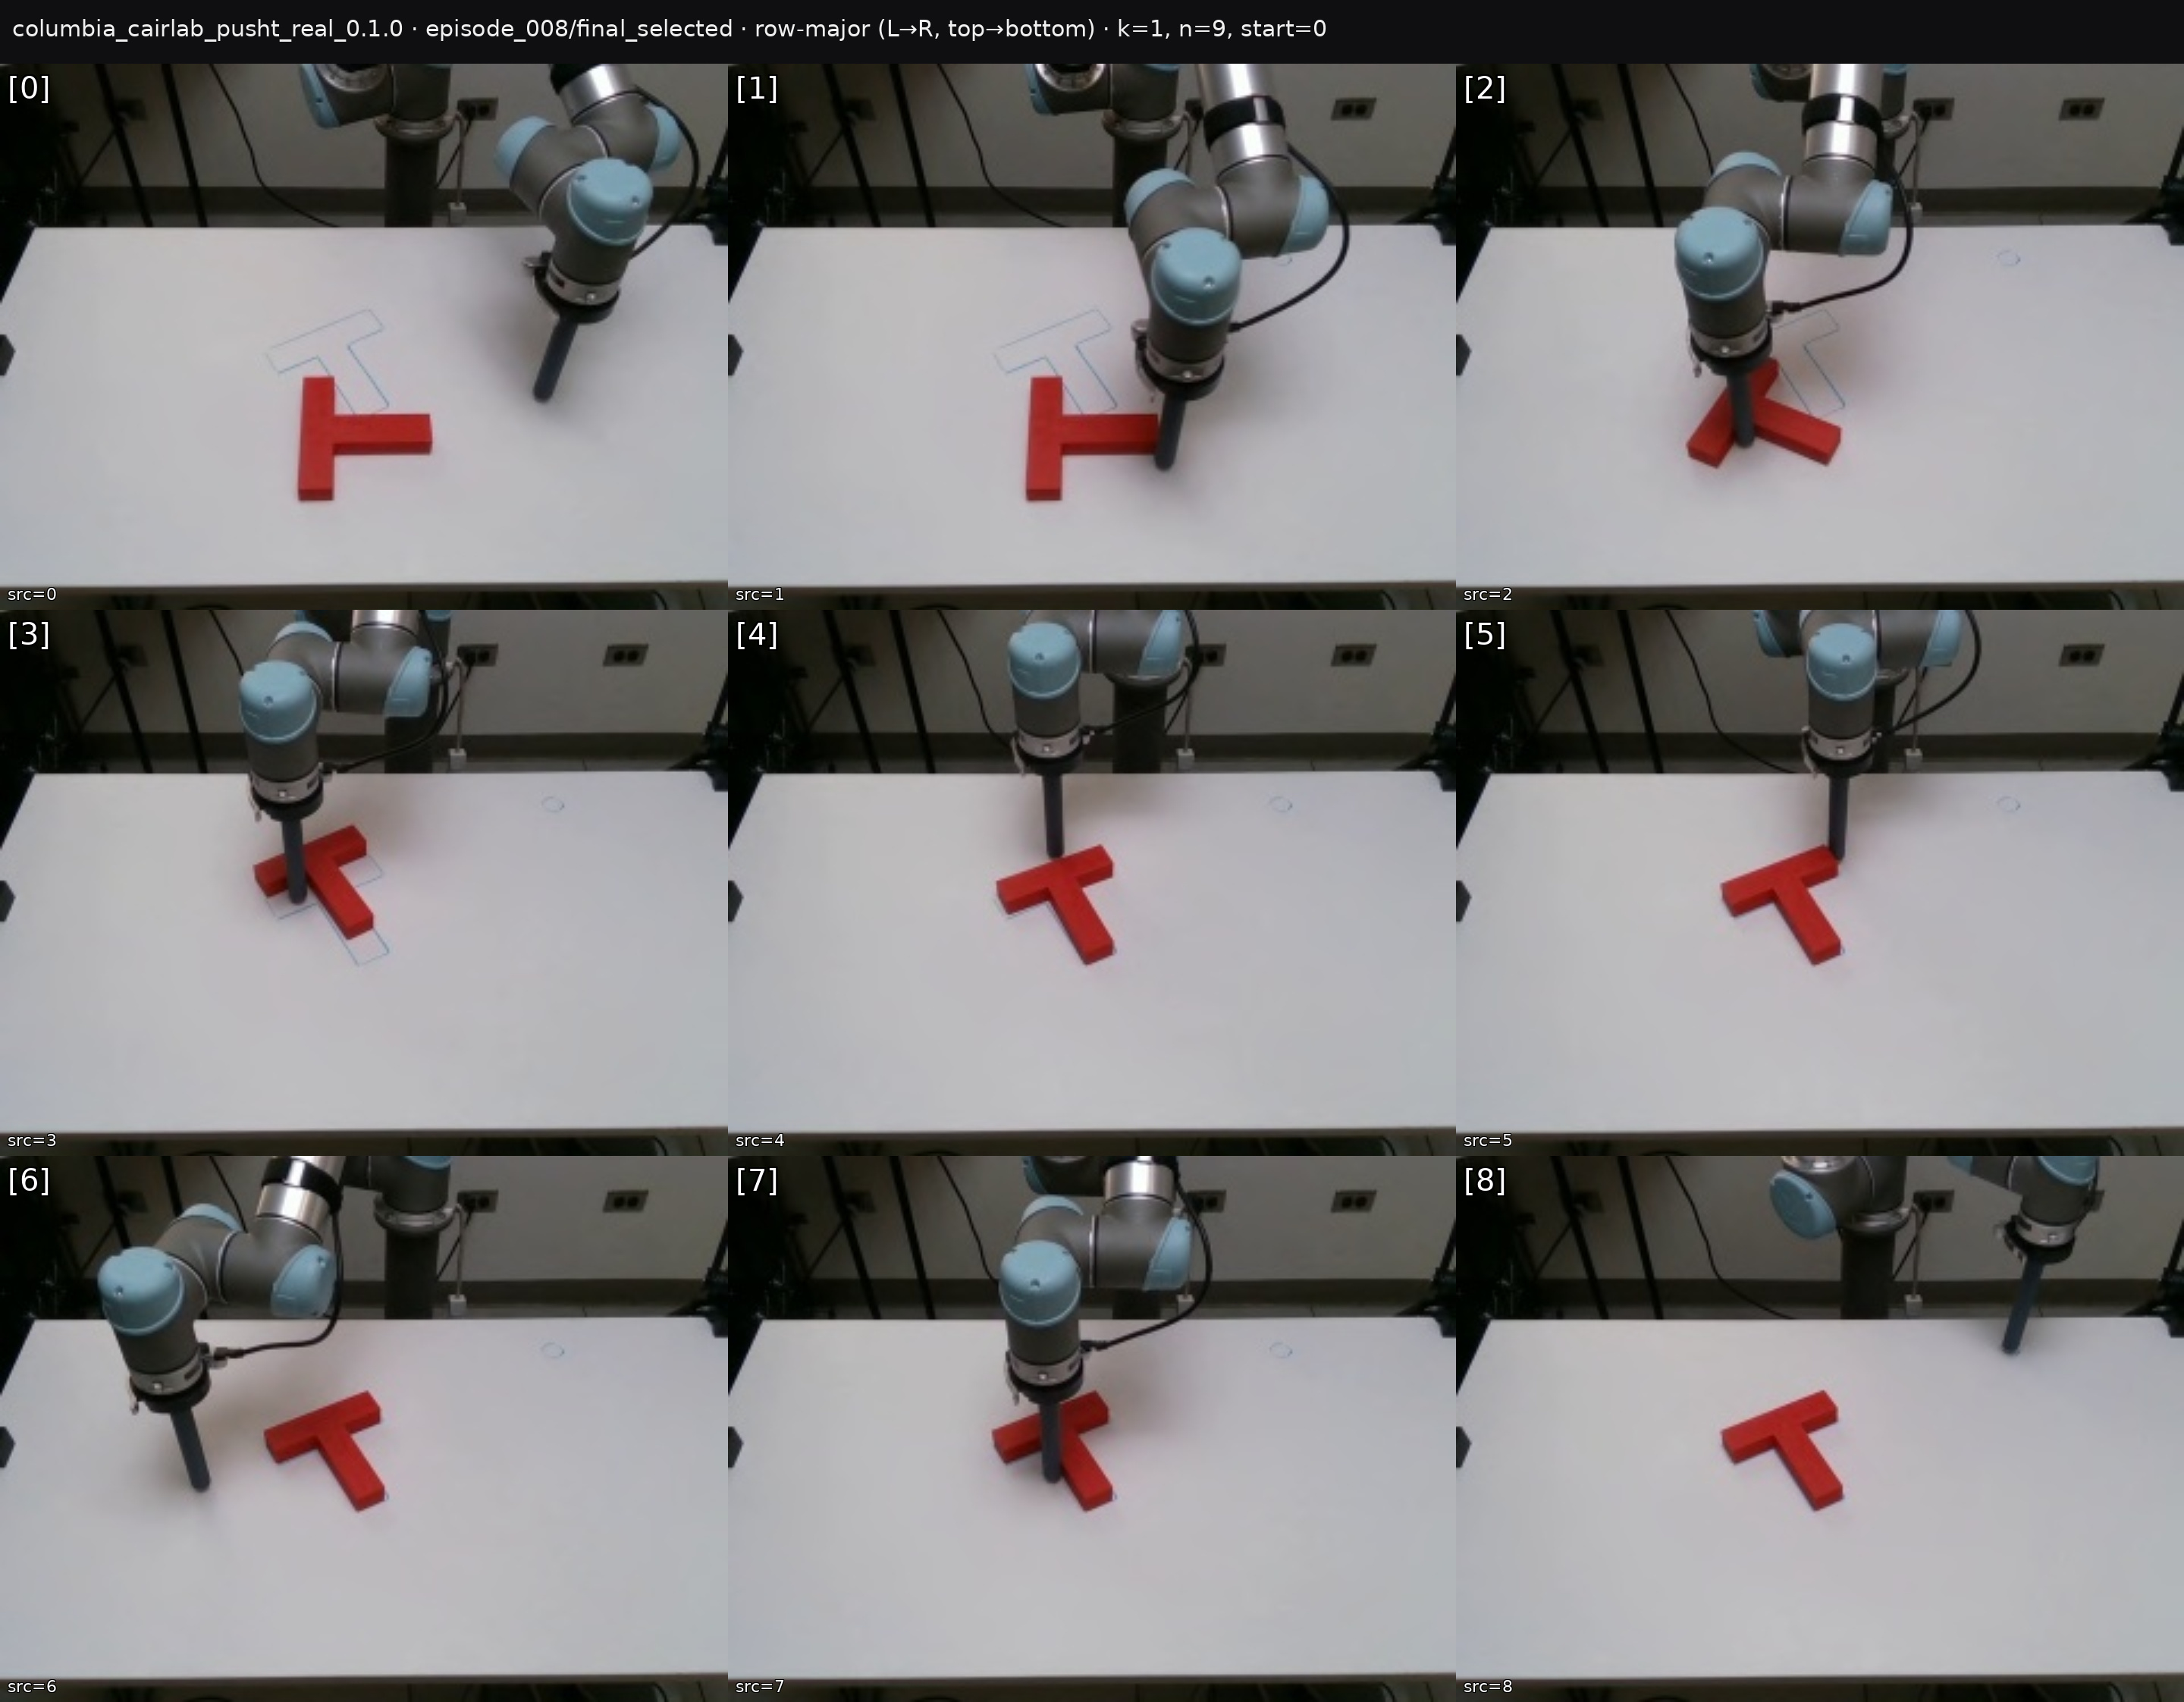 columbia_cairlab_pusht_real_0.1.0 · episode_008/final_selected · row-major (L→R, top→bottom) · k=1, n=9, start=0
[0]
[1]
[2]
src=0
src=1
src=2
[3]
[4]
[5]
src=3
src=4
src=5
[6]
[7]
[8]
src=6
src=7
src=8